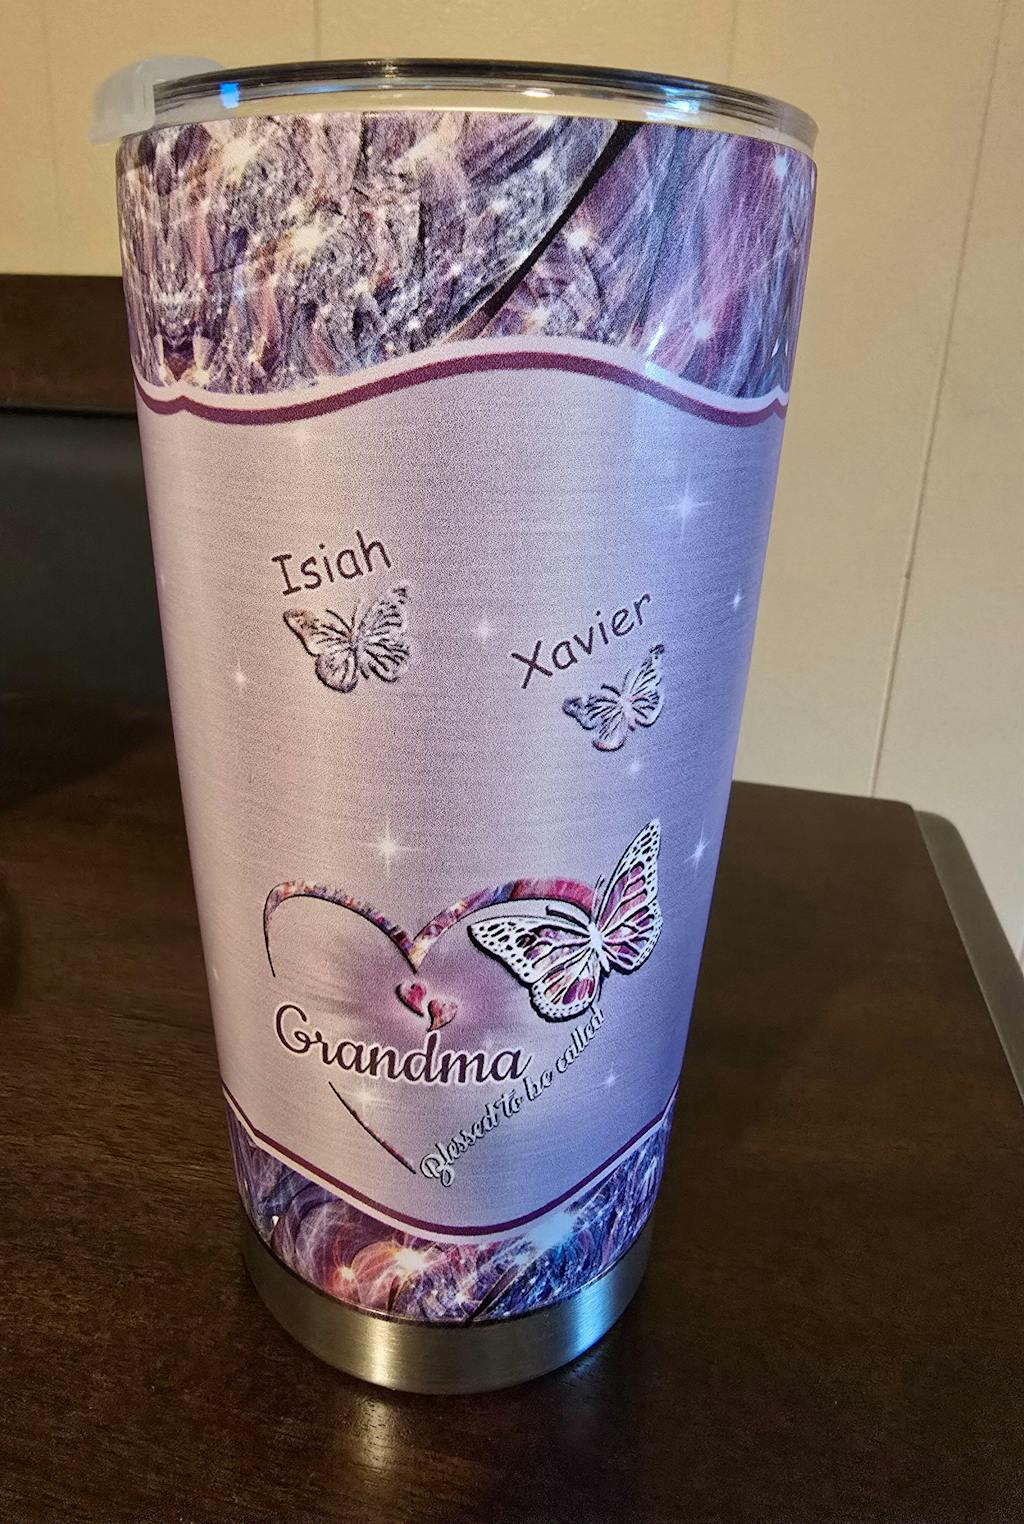 Isiah
Xavier
Grandma
Blessed to be called